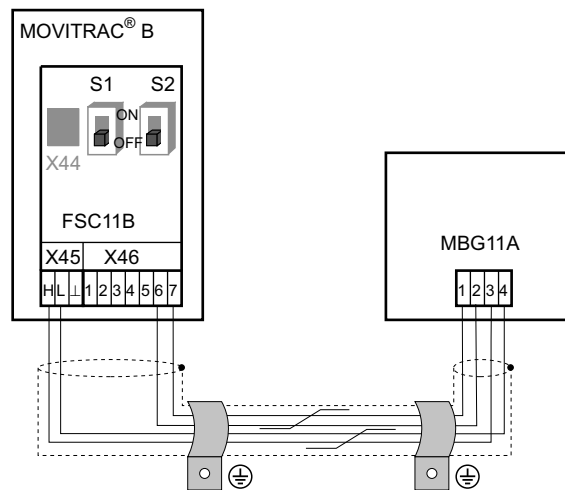 MOVITRAC® B
S1 S2
ON
OFF
X44
FSC11B
MBG11A
X45 X46
H L ⊥ 1 2 3 4 5 6 7
1 2 3 4